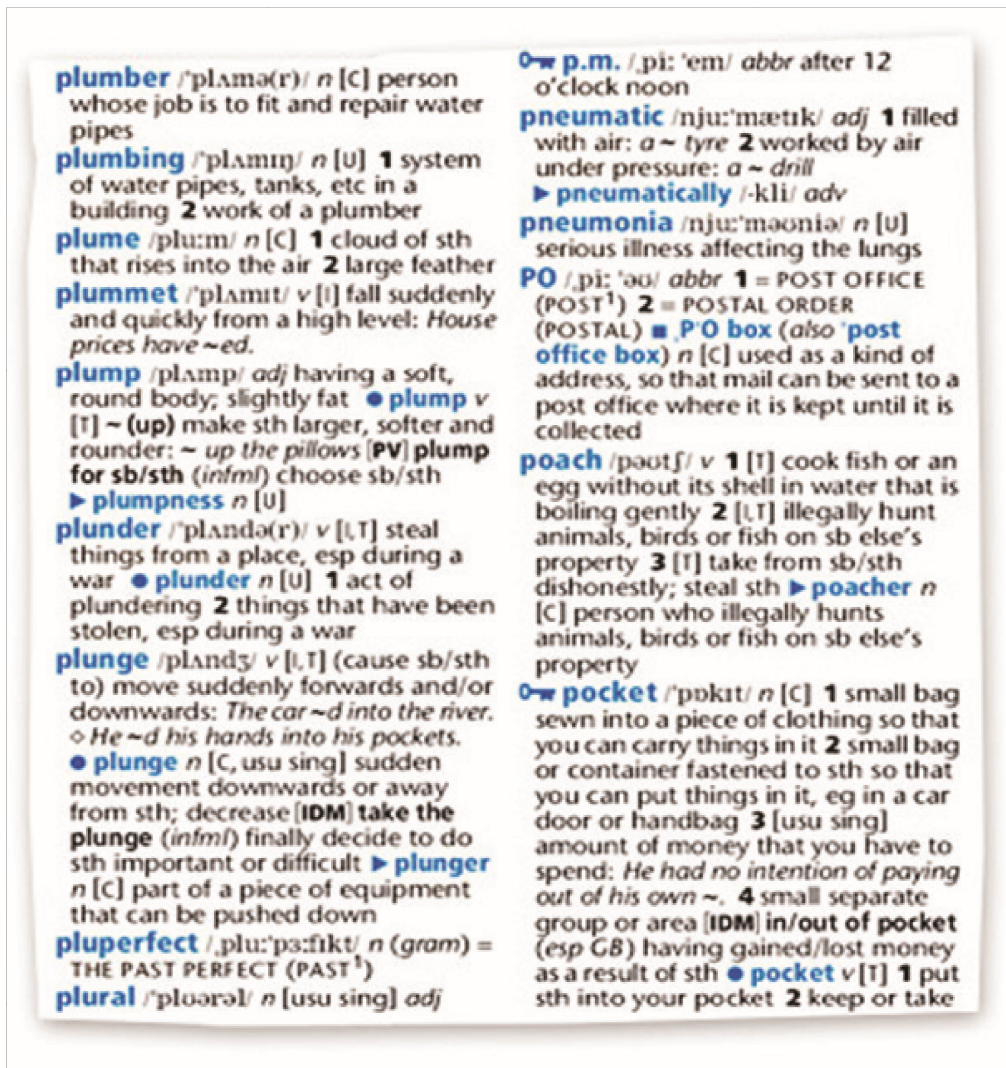 plumber /ˈplʌmə(r)/ n [C] person
whose job is to fit and repair water
pipes
plumbing /ˈplʌmɪŋ/ n [U] 1 system
of water pipes, tanks, etc in a
building 2 work of a plumber
plume /pluːm/ n [C] 1 cloud of sth
that rises into the air 2 large feather
plummet /ˈplʌmɪt/ v [I] fall suddenly
and quickly from a high level: House
prices have ~ed.
plump /plʌmp/ adj having a soft,
round body; slightly fat ● plump v
[T] ~ (up) make sth larger, softer and
rounder: ~ up the pillows [PV] plump
for sb/sth (infml) choose sb/sth
▶ plumpness n [U]
plunder /ˈplʌndə(r)/ v [I,T] steal
things from a place, esp during a
war ● plunder n [U] 1 act of
plundering 2 things that have been
stolen, esp during a war
plunge /plʌndʒ/ v [I,T] (cause sb/sth
to) move suddenly forwards and/or
downwards: The car ~d into the river.
◇ He ~d his hands into his pockets.
● plunge n [C, usu sing] sudden
movement downwards or away
from sth; decrease [IDM] take the
plunge (infml) finally decide to do
sth important or difficult ▶ plunger
n [C] part of a piece of equipment
that can be pushed down
pluperfect /ˌpluːˈpɜːfɪkt/ n (gram) =
THE PAST PERFECT (PAST¹)
plural /ˈplʊərəl/ n [usu sing] adj
p.m. /ˌpiː ˈem/ abbr after 12
o'clock noon
pneumatic /njuːˈmætɪk/ adj 1 filled
with air: a ~ tyre 2 worked by air
under pressure: a ~ drill
▶ pneumatically /-kli/ adv
pneumonia /njuːˈməʊniə/ n [U]
serious illness affecting the lungs
PO /ˌpiː ˈəʊ/ abbr 1 = POST OFFICE
(POST¹) 2 = POSTAL ORDER
(POSTAL) ■ ˌPˈO box (also ˈpost
office box) n [C] used as a kind of
address, so that mail can be sent to a
post office where it is kept until it is
collected
poach /pəʊtʃ/ v 1 [T] cook fish or an
egg without its shell in water that is
boiling gently 2 [I,T] illegally hunt
animals, birds or fish on sb else's
property 3 [T] take from sb/sth
dishonestly; steal sth ▶ poacher n
[C] person who illegally hunts
animals, birds or fish on sb else's
property
pocket /ˈpɒkɪt/ n [C] 1 small bag
sewn into a piece of clothing so that
you can carry things in it 2 small bag
or container fastened to sth so that
you can put things in it, eg in a car
door or handbag 3 [usu sing]
amount of money that you have to
spend: He had no intention of paying
out of his own ~. 4 small separate
group or area [IDM] in/out of pocket
(esp GB) having gained/lost money
as a result of sth ● pocket v [T] 1 put
sth into your pocket 2 keep or take